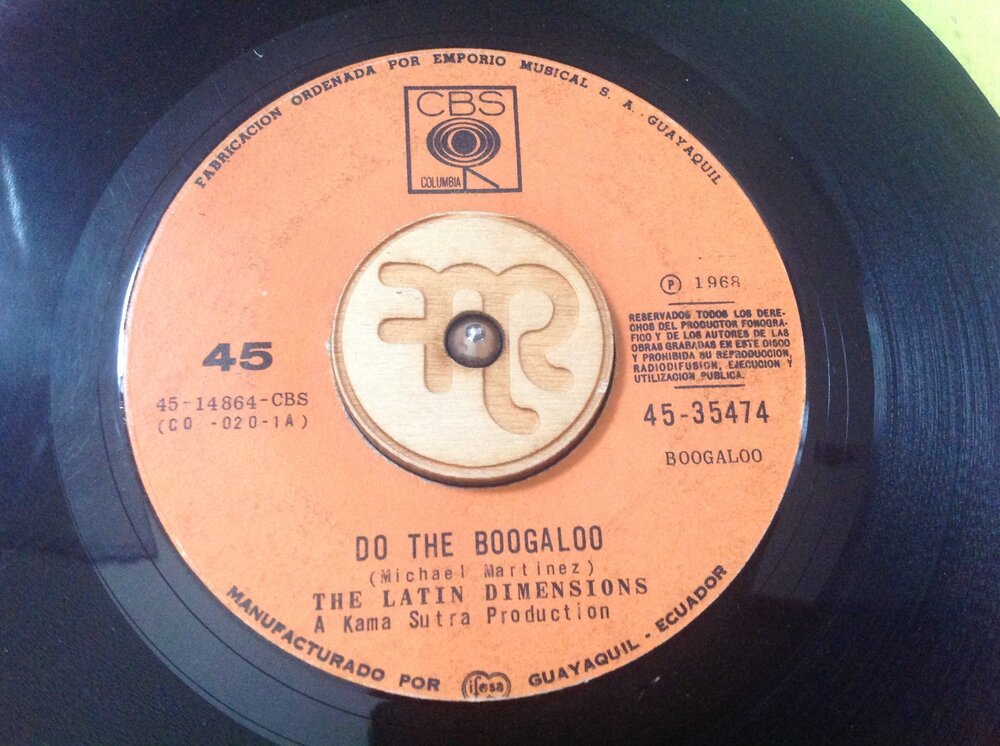 FABRICACION ORDENADA POR EMPORIO MUSICAL S. A. GUAYAQUIL
CBS
COLUMBIA
℗ 1968
RESERVADOS TODOS LOS DERE-
CHOS DEL PRODUCTOR FONOGRA-
FICO Y DE LOS AUTORES DE LAS
OBRAS GRABADAS EN ESTE DISCO
Y PROHIBIDA SU REPRODUCCION,
RADIODIFUSION, EJECUCION Y
UTILIZACION PUBLICA.
45
45-14864-CBS
(CO -020-1A)
45-35474
BOOGALOO
DO THE BOOGALOO
(Michael Martinez)
THE LATIN DIMENSIONS
A Kama Sutra Production
MANUFACTURADO POR ifesa GUAYAQUIL - ECUADOR